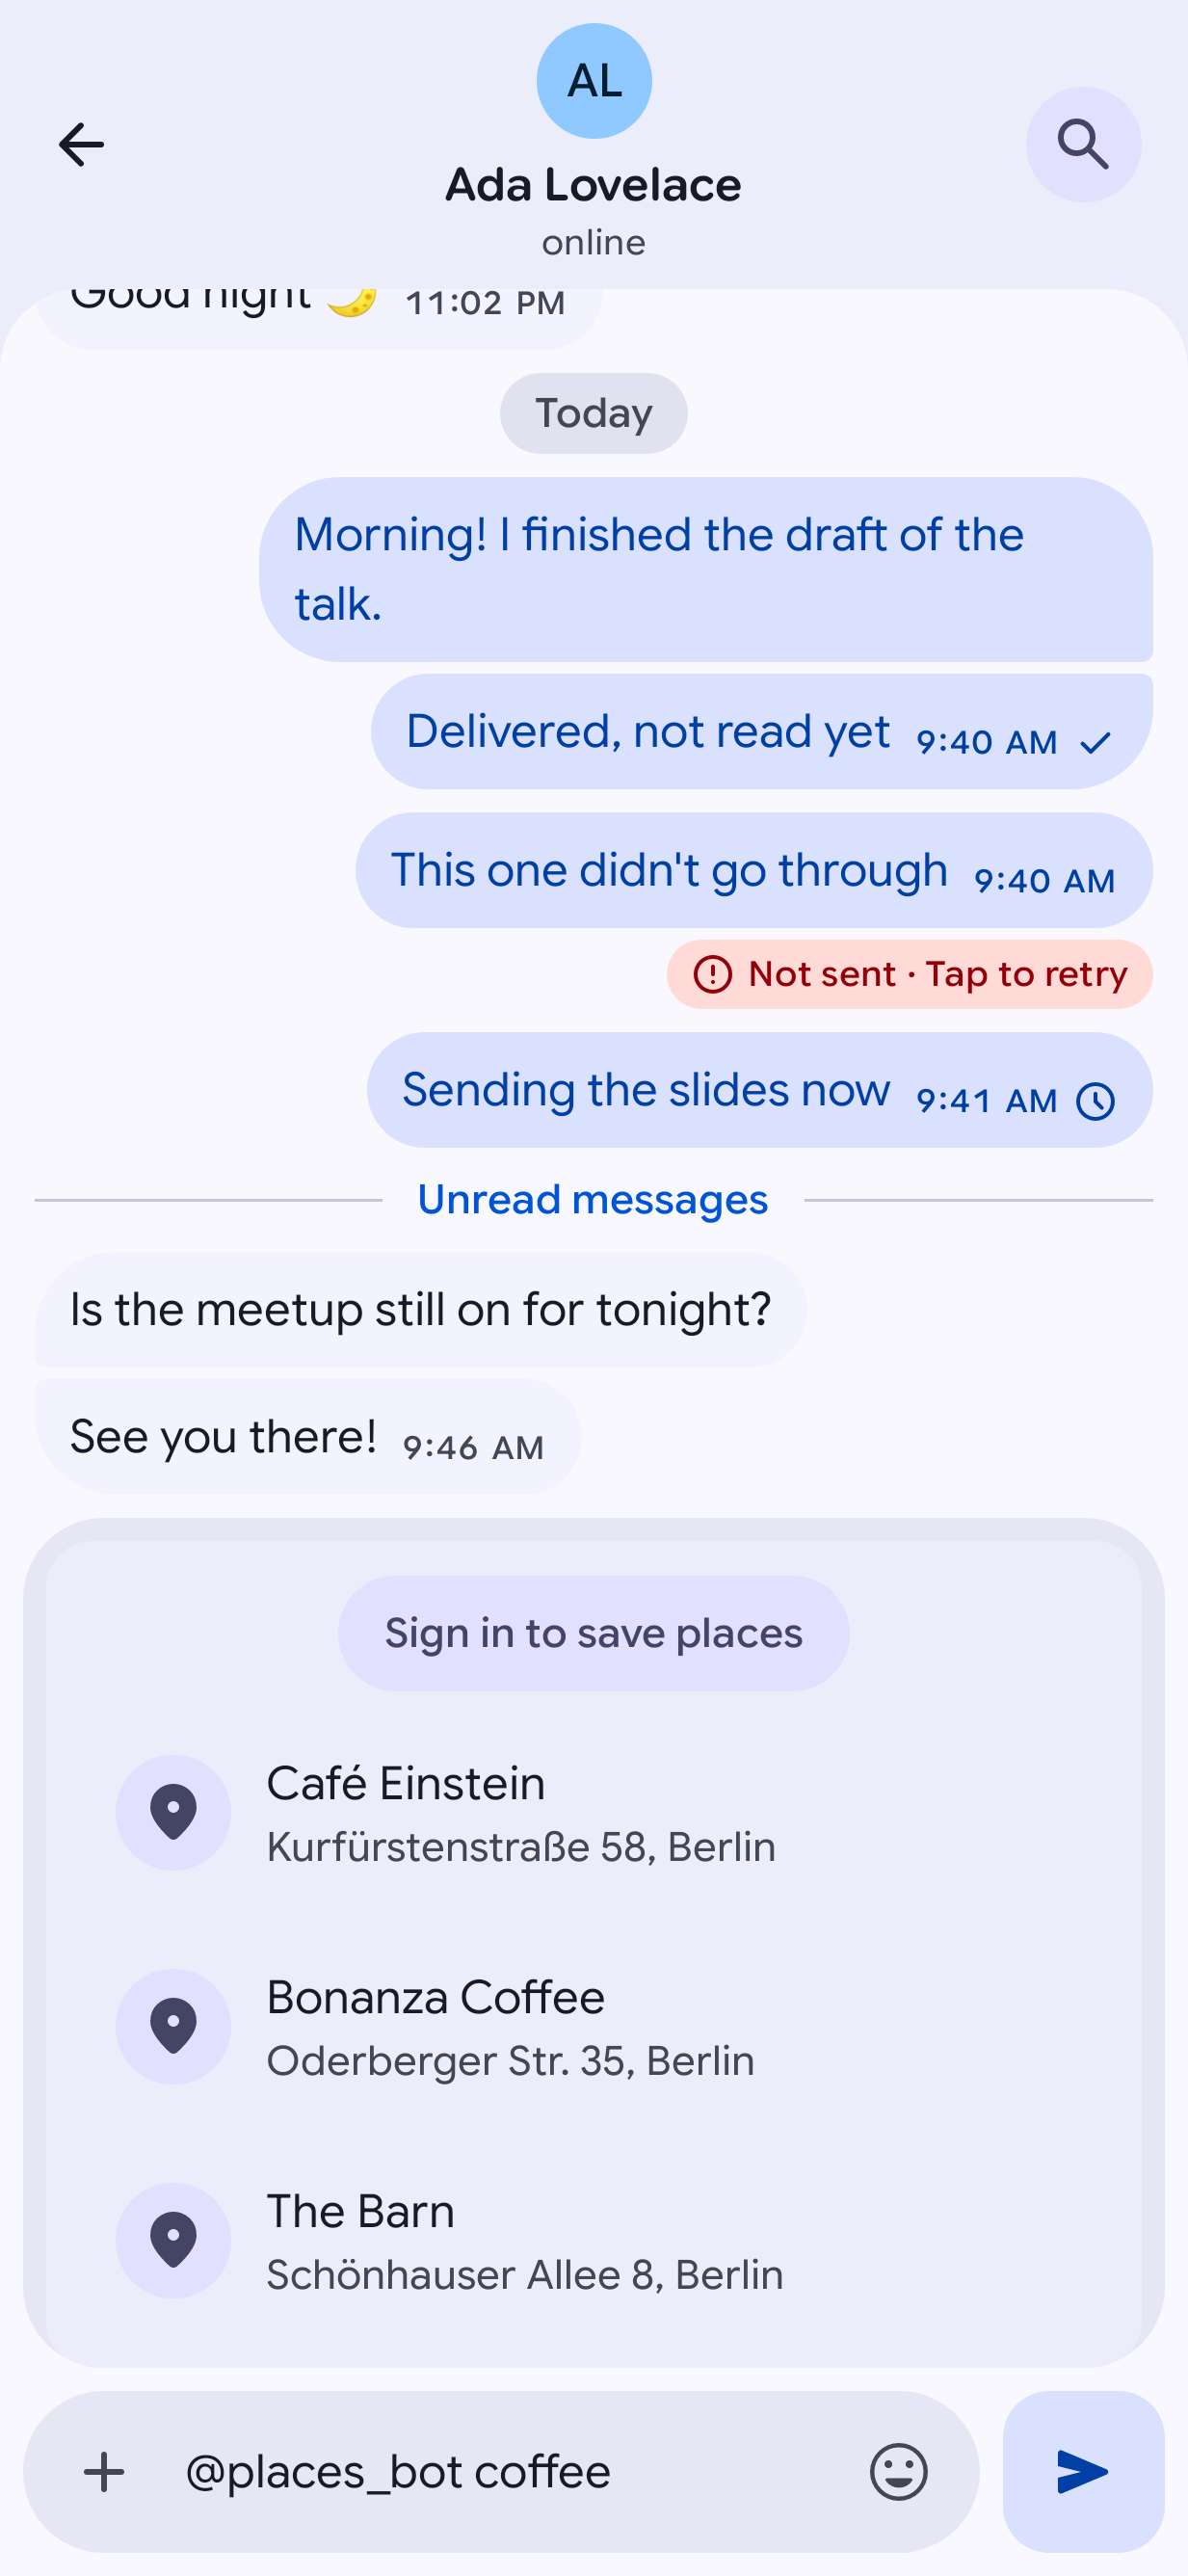 AL
Ada Lovelace
online
Good night 🌙 11:02 PM
Today
Morning! I finished the draft of the
talk.
Delivered, not read yet 9:40 AM
This one didn't go through 9:40 AM
Not sent · Tap to retry
Sending the slides now 9:41 AM
Unread messages
Is the meetup still on for tonight?
See you there! 9:46 AM
Sign in to save places
Café Einstein
Kurfürstenstraße 58, Berlin
Bonanza Coffee
Oderberger Str. 35, Berlin
The Barn
Schönhauser Allee 8, Berlin
@places_bot coffee